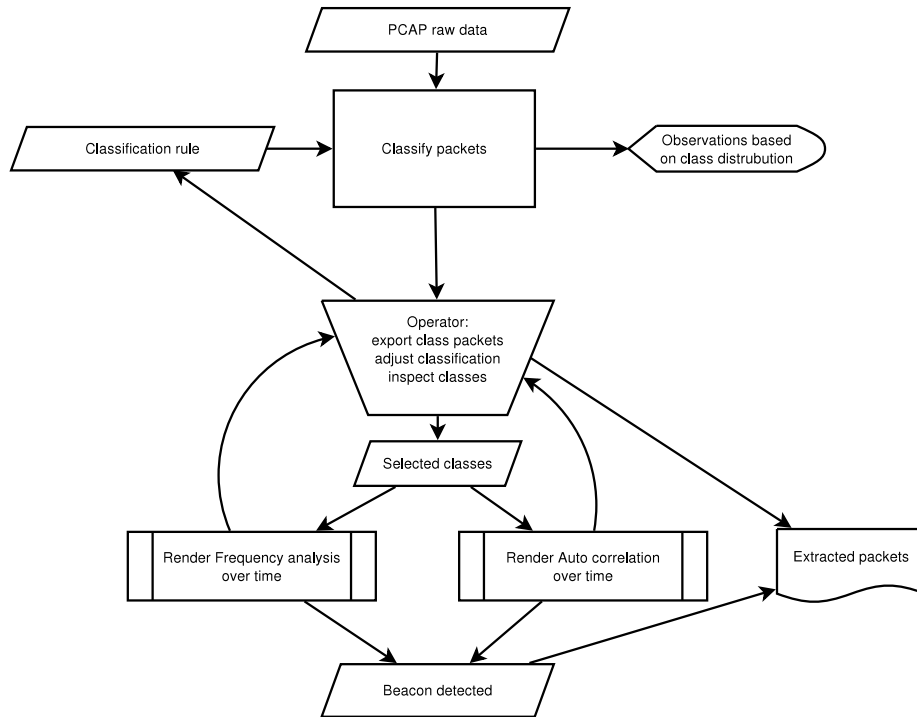 PCAP raw data
Classification rule
Classify packets
Observations based
on class distrubution
Operator:
export class packets
adjust classification
inspect classes
Selected classes
Render Frequency analysis
over time
Render Auto correlation
over time
Extracted packets
Beacon detected